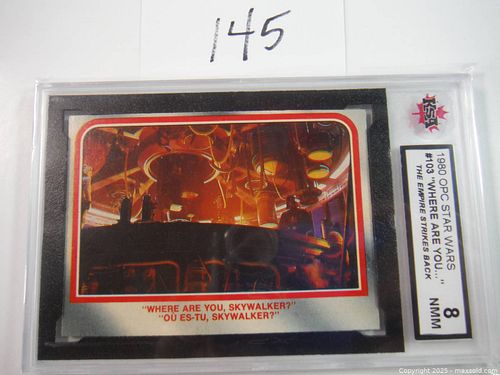 145
KSA
1980 OPC STAR WARS
#103 "WHERE ARE YOU..."
THE EMPIRE STRIKES BACK
8
NMM
"WHERE ARE YOU, SKYWALKER?"
"OÙ ES-TU, SKYWALKER?"
Copyright 2025 - maxsold.com